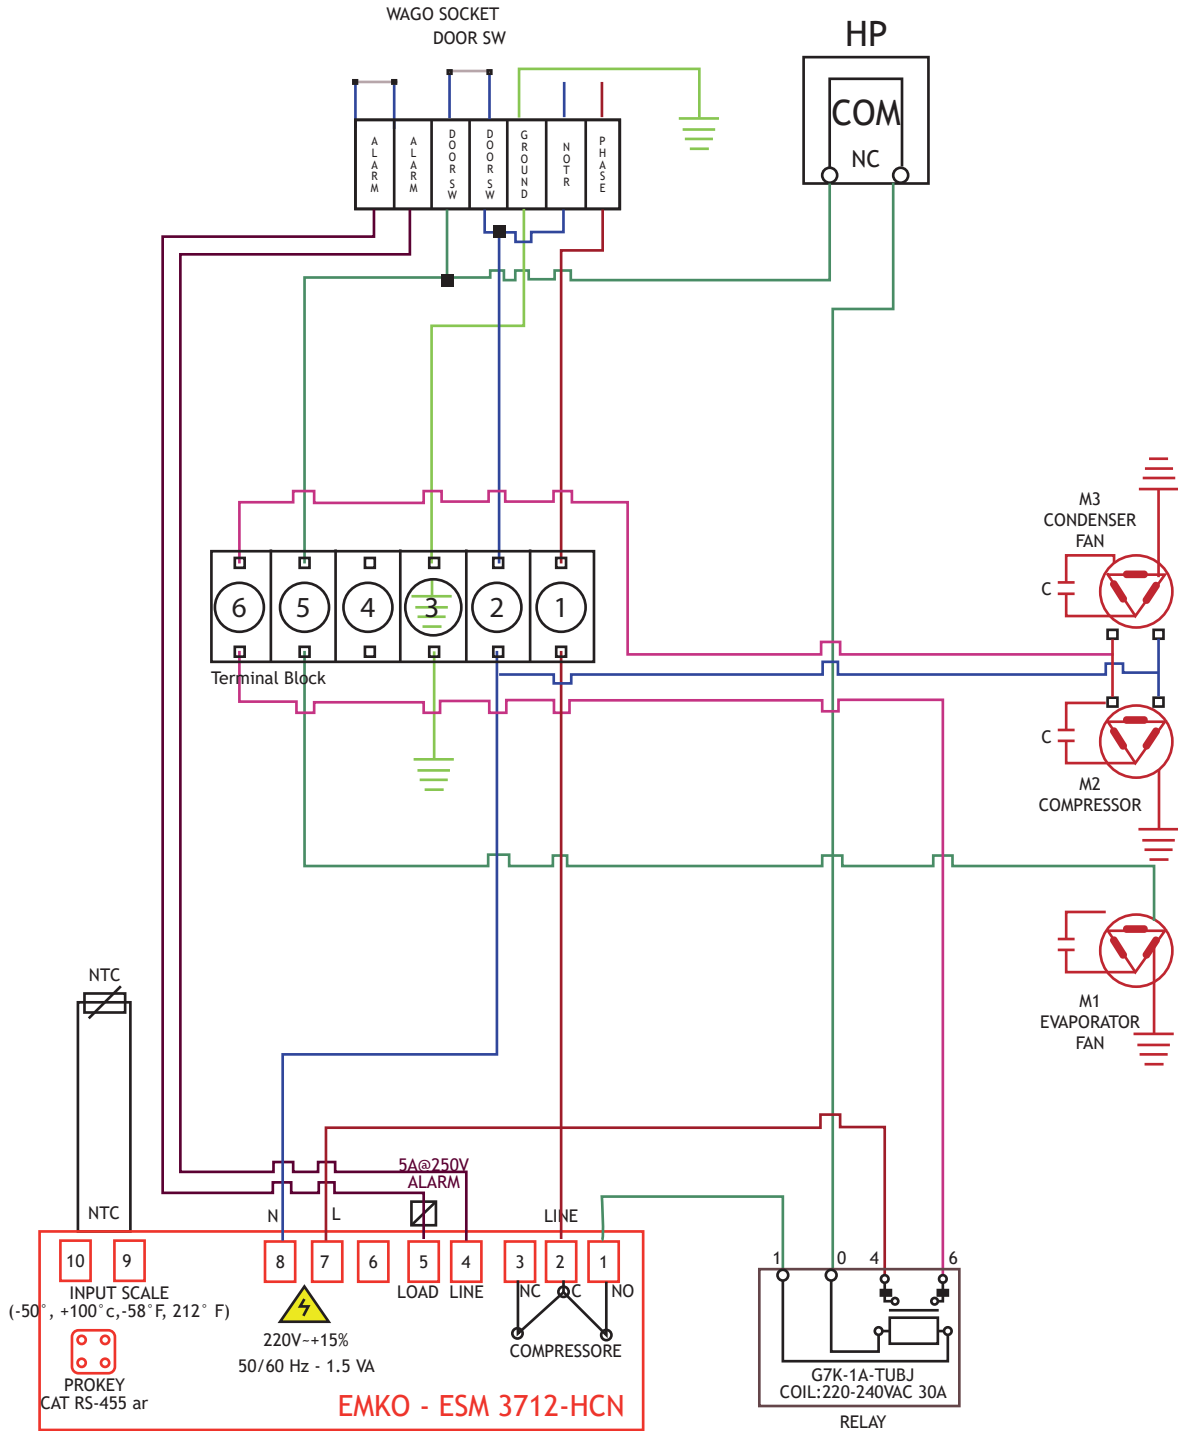 WAGO SOCKET
DOOR SW
HP
COM
NC
ALARM
ALARM
DOOR SW
DOOR SW
GROUND
NOTR
PHASE
M3
CONDENSER
FAN
C
6
5
4
3
2
1
Terminal Block
C
M2
COMPRESSOR
M1
EVAPORATOR
FAN
NTC
NTC
5A@250V
ALARM
N
L
LINE
1
0
4
6
10
9
8
7
6
5
4
3
2
1
INPUT SCALE
(-50°, +100°c,-58°F, 212° F)
LOAD
LINE
NC
C
NO
220V~+15%
50/60 Hz - 1.5 VA
COMPRESSORE
PROKEY
CAT RS-455 ar
EMKO - ESM 3712-HCN
G7K-1A-TUBJ
COIL:220-240VAC 30A
RELAY